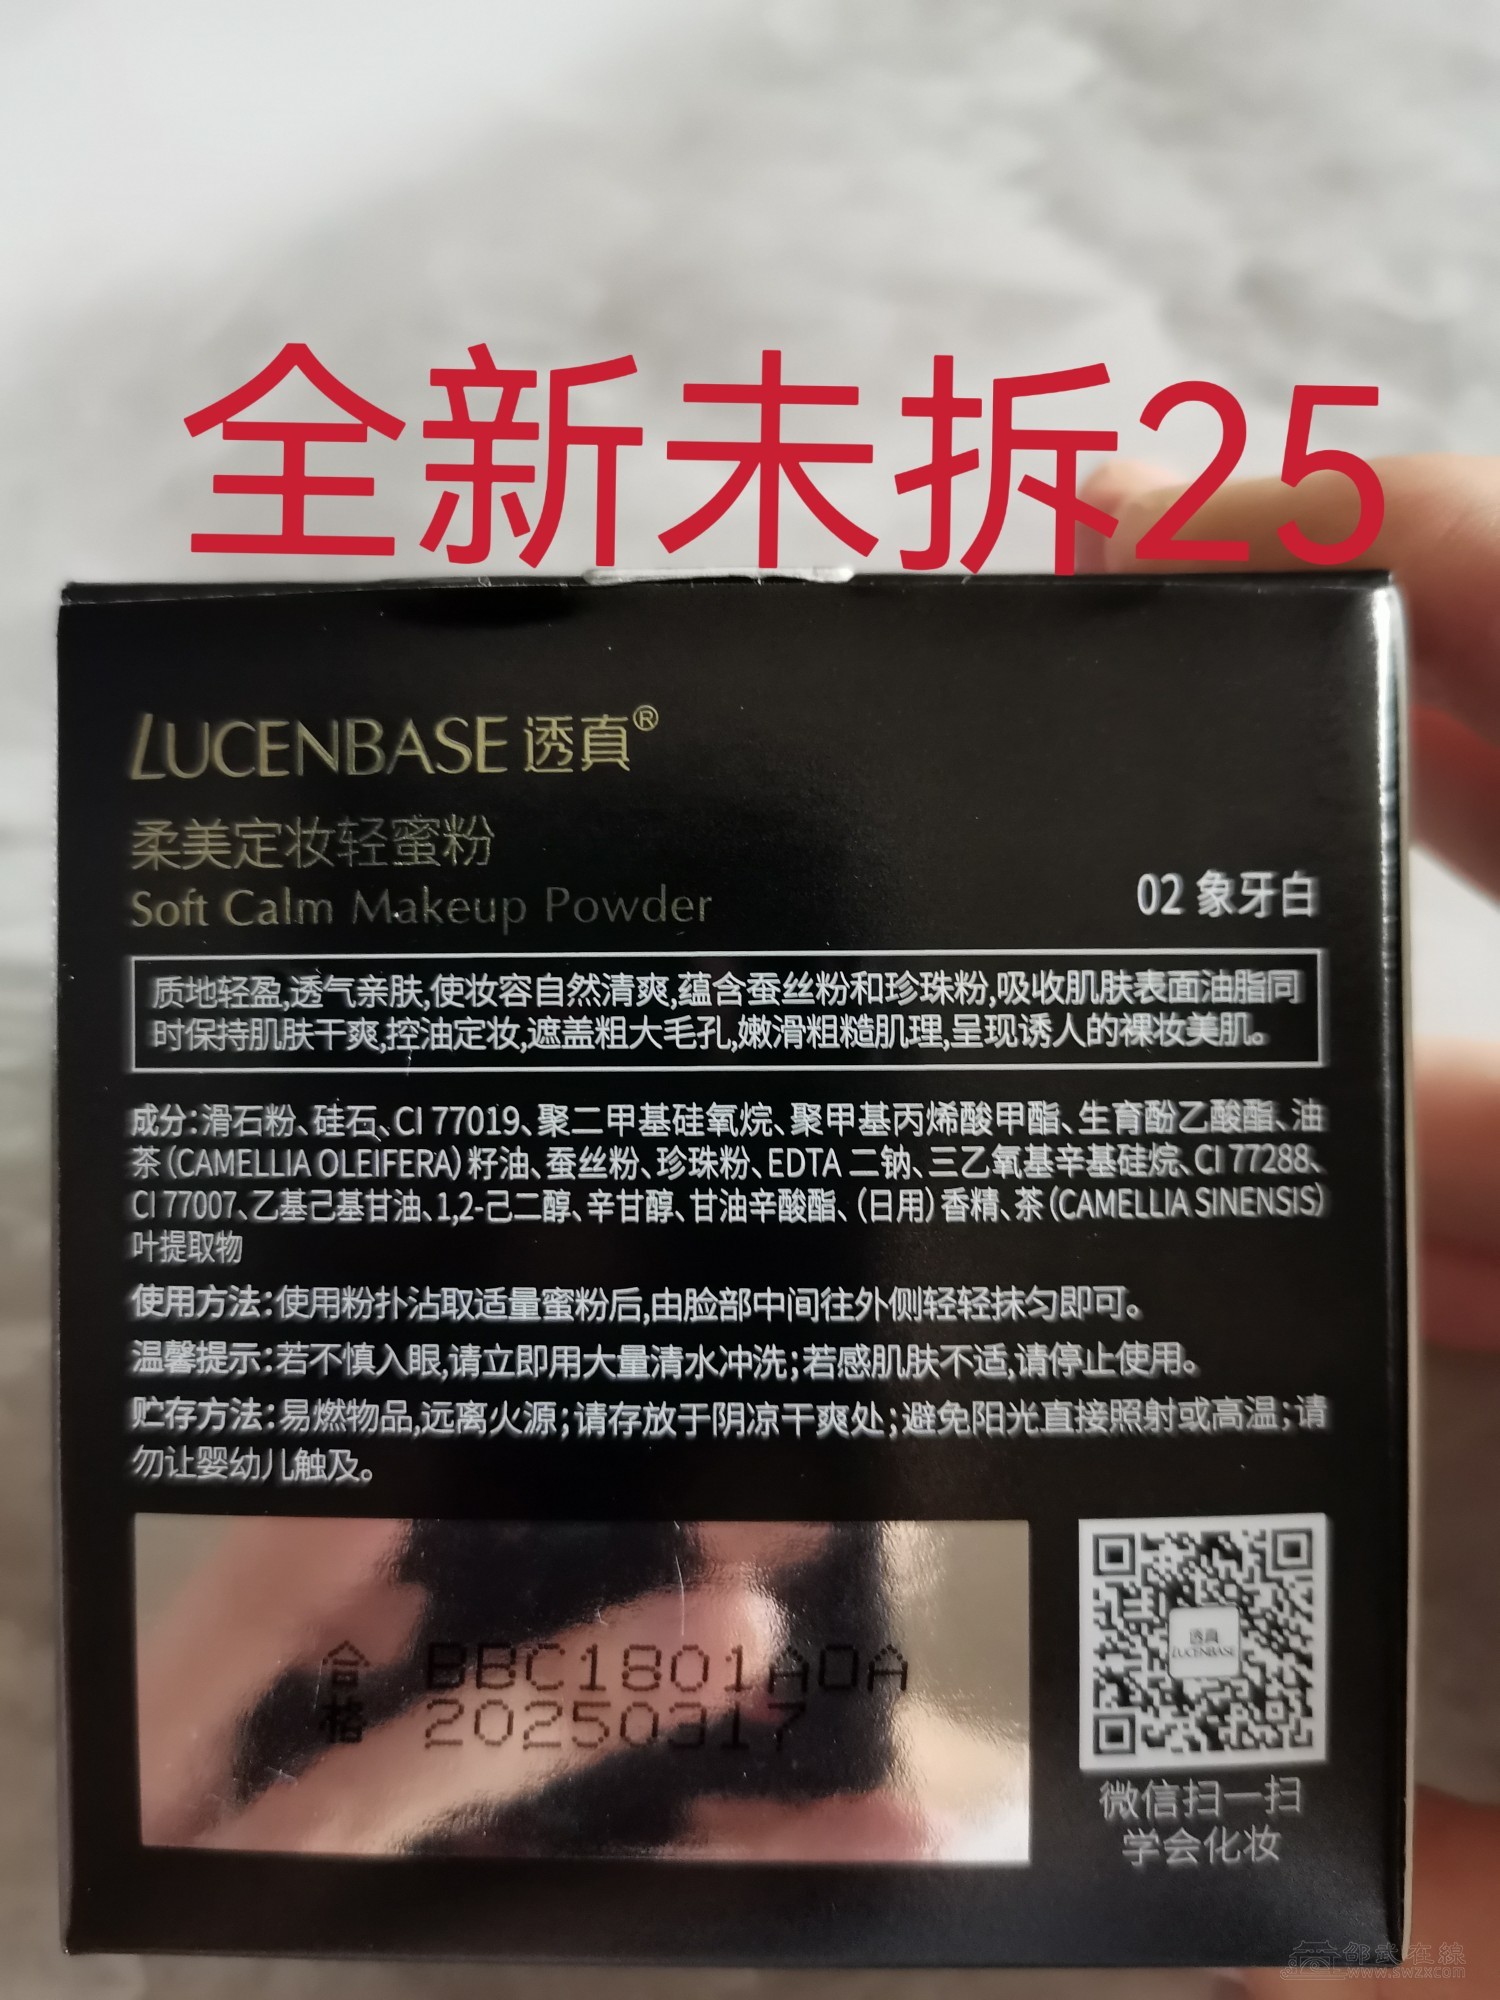 全新未拆25
LUCENBASE 透真®
柔美定妆轻蜜粉
Soft Calm Makeup Powder
02 象牙白
质地轻盈,透气亲肤,使妆容自然清爽,蕴含蚕丝粉和珍珠粉,吸收肌肤表面油脂同
时保持肌肤干爽,控油定妆,遮盖粗大毛孔,嫩滑粗糙肌理,呈现诱人的裸妆美肌。
成分:滑石粉、硅石、CI 77019、聚二甲基硅氧烷、聚甲基丙烯酸甲酯、生育酚乙酸酯、油
茶(CAMELLIA OLEIFERA)籽油、蚕丝粉、珍珠粉、EDTA 二钠、三乙氧基辛基硅烷、CI 77288、
CI 77007、乙基己基甘油、1,2-己二醇、辛甘醇、甘油辛酸酯、(日用)香精、茶(CAMELLIA SINENSIS)
叶提取物
使用方法:使用粉扑沾取适量蜜粉后,由脸部中间往外侧轻轻抹匀即可。
温馨提示:若不慎入眼,请立即用大量清水冲洗;若感肌肤不适,请停止使用。
贮存方法:易燃物品,远离火源;请存放于阴凉干爽处;避免阳光直接照射或高温;请
勿让婴幼儿触及。
合格
BBC1801A0A
20250317
透真
LUCENBASE
微信扫一扫
学会化妆
邵武在線
www.swzx.com